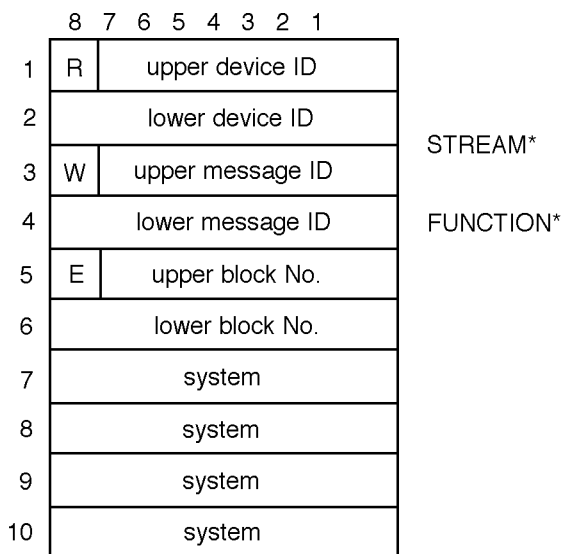 8 7 6 5 4 3 2 1
1 R upper device ID
2 lower device ID
STREAM*
3 W upper message ID
4 lower message ID FUNCTION*
5 E upper block No.
6 lower block No.
7 system
8 system
9 system
10 system